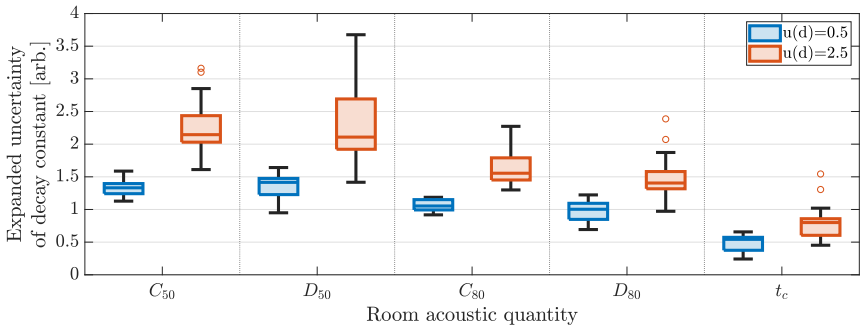 Expanded uncertainty
of decay constant [arb.]
4
3.5
3
2.5
2
1.5
1
0.5
0
u(d)=0.5
u(d)=2.5
C₅₀ D₅₀ C₈₀ D₈₀ t_c
Room acoustic quantity